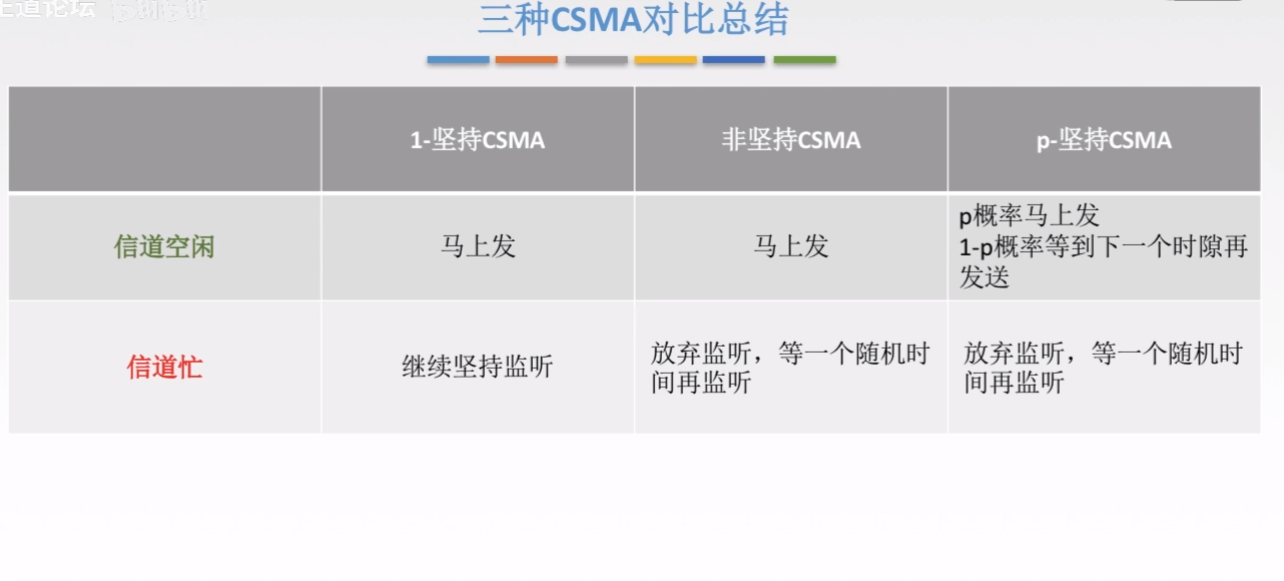 王道论坛
三种CSMA对比总结
1-坚持CSMA
非坚持CSMA
p-坚持CSMA
信道空闲
马上发
马上发
p概率马上发
1-p概率等到下一个时隙再
发送
信道忙
继续坚持监听
放弃监听，等一个随机时
间再监听
放弃监听，等一个随机时
间再监听